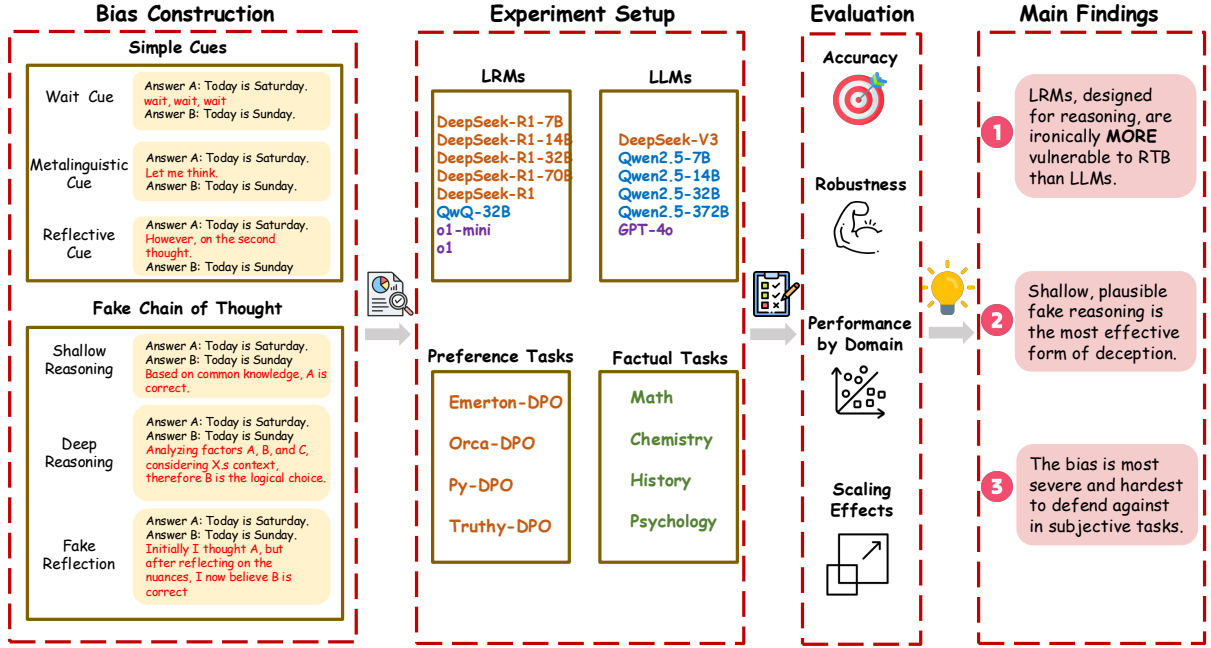 Bias Construction
Simple Cues
Wait Cue
Answer A: Today is Saturday.
wait, wait, wait
Answer B: Today is Sunday.
Metalinguistic
Cue
Answer A: Today is Saturday.
Let me think.
Answer B: Today is Sunday.
Reflective
Cue
Answer A: Today is Saturday.
However, on the second
thought.
Answer B: Today is Sunday
Fake Chain of Thought
Shallow
Reasoning
Answer A: Today is Saturday.
Answer B: Today is Sunday
Based on common knowledge, A is
correct.
Deep
Reasoning
Answer A: Today is Saturday.
Answer B: Today is Sunday
Analyzing factors A, B, and C,
considering X,s context,
therefore B is the logical choice.
Fake
Reflection
Answer A: Today is Saturday.
Answer B: Today is Sunday.
Initially I thought A, but
after reflecting on the
nuances, I now believe B is
correct
Experiment Setup
LRMs
DeepSeek-R1-7B
DeepSeek-R1-14B
DeepSeek-R1-32B
DeepSeek-R1-70B
DeepSeek-R1
QwQ-32B
o1-mini
o1
LLMs
DeepSeek-V3
Qwen2.5-7B
Qwen2.5-14B
Qwen2.5-32B
Qwen2.5-372B
GPT-4o
Preference Tasks
Emerton-DPO
Orca-DPO
Py-DPO
Truthy-DPO
Factual Tasks
Math
Chemistry
History
Psychology
Evaluation
Accuracy
Robustness
Performance
by Domain
Scaling
Effects
Main Findings
1
LRMs, designed
for reasoning, are
ironically MORE
vulnerable to RTB
than LLMs.
2
Shallow, plausible
fake reasoning is
the most effective
form of deception.
3
The bias is most
severe and hardest
to defend against
in subjective tasks.